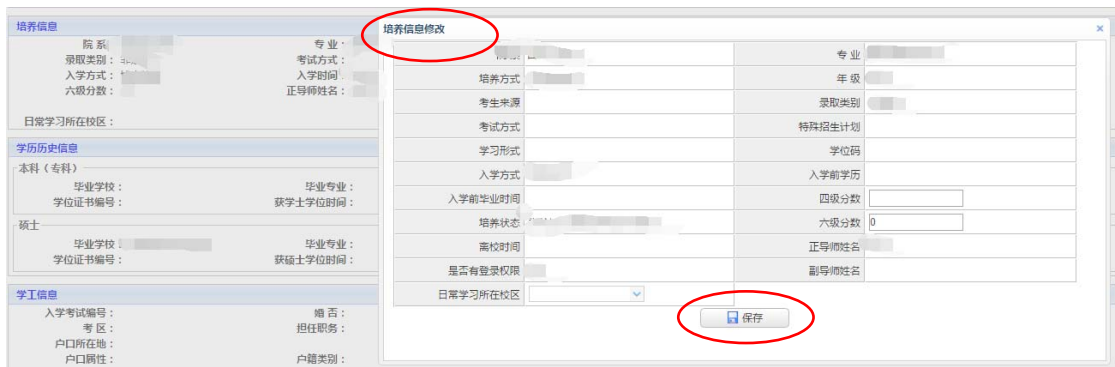 培养信息
院 系 专 业：
录取类别： 考试方式：
入学方式： 入学时间
六级分数： 正导师姓名：
日常学习所在校区：
学历历史信息
本科（专科）
毕业学校： 毕业专业：
学位证书编号： 获学士学位时间：
硕士
毕业学校 毕业专业：
学位证书编号： 获硕士学位时间：
学工信息
入学考试编号： 婚 否：
考 区： 担任职务：
户口所在地：
户口属性： 户籍类别：
培养信息修改 ×
专 业
培养方式 年 级
考生来源 录取类别
考试方式 特殊招生计划
学习形式 学位码
入学方式 入学前学历
入学前毕业时间 四级分数
培养状态 六级分数 0
离校时间 正导师姓名
是否有登录权限 副导师姓名
日常学习所在校区
保存